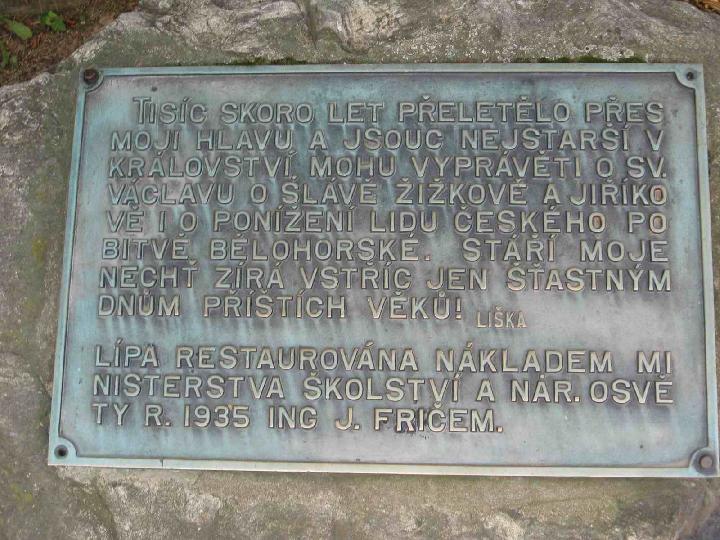 TISÍC SKORO LET PŘELETĚLO PŘES
MOJI HLAVU A JSOUC NEJSTARŠÍ V
KRÁLOVSTVÍ, MOHU VYPRÁVĚTI O SV.
VÁCLAVU O SLÁVĚ ŽIŽKOVĚ A JIŘÍKO
VĚ I O PONÍŽENÍ LIDU ČESKÉHO PO
BITVĚ BĚLOHORSKÉ. STÁŘÍ MOJE
NECHŤ ZÍRÁ VSTŘÍC JEN ŠŤASTNÝM
DNŮM PŘÍŠTÍCH VĚKŮ! LIŠKA
LÍPA RESTAUROVÁNA NÁKLADEM MI
NISTERSTVA ŠKOLSTVÍ A NÁR. OSVĚ
TY R. 1935 ING J. FRIČEM.